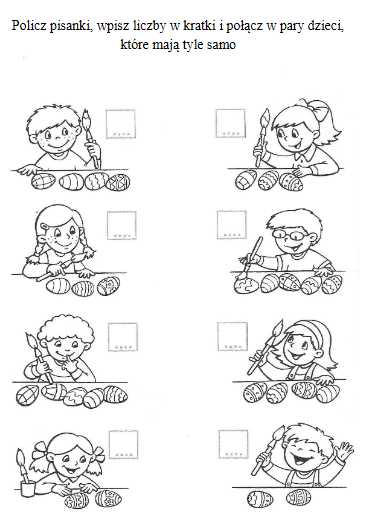 Policz pisanki, wpisz liczby w kratki i połącz w pary dzieci,
które mają tyle samo